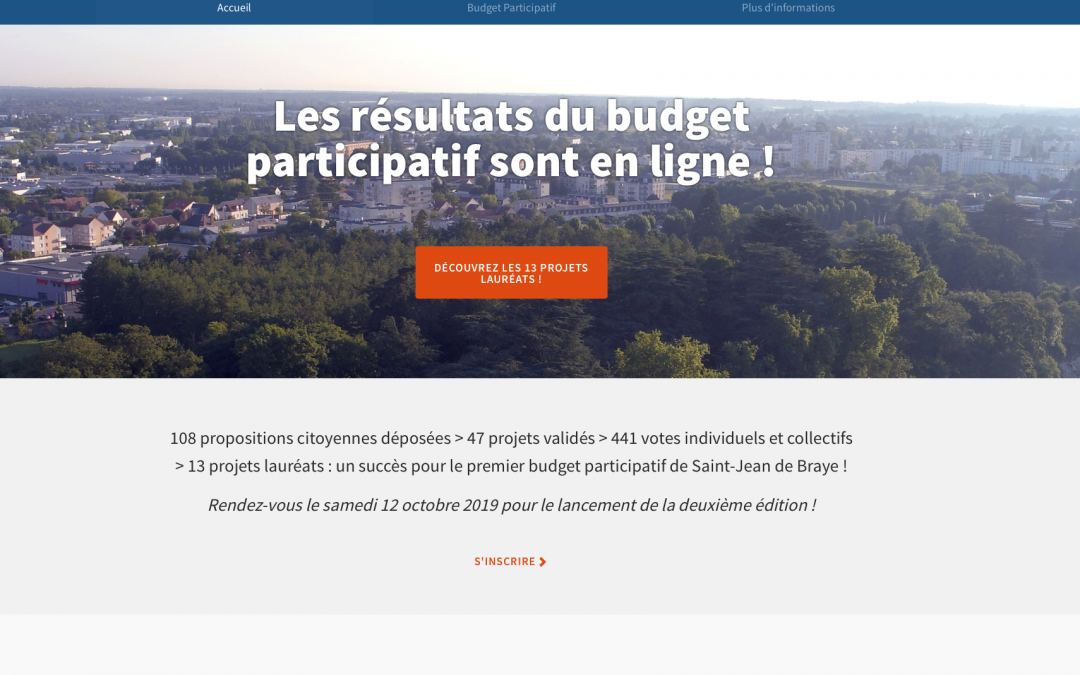 Accueil
Budget Participatif
Plus d'informations
Les résultats du budget
participatif sont en ligne !
DÉCOUVREZ LES 13 PROJETS
LAURÉATS !
108 propositions citoyennes déposées > 47 projets validés > 441 votes individuels et collectifs
> 13 projets lauréats : un succès pour le premier budget participatif de Saint-Jean de Braye !
Rendez-vous le samedi 12 octobre 2019 pour le lancement de la deuxième édition !
S'INSCRIRE